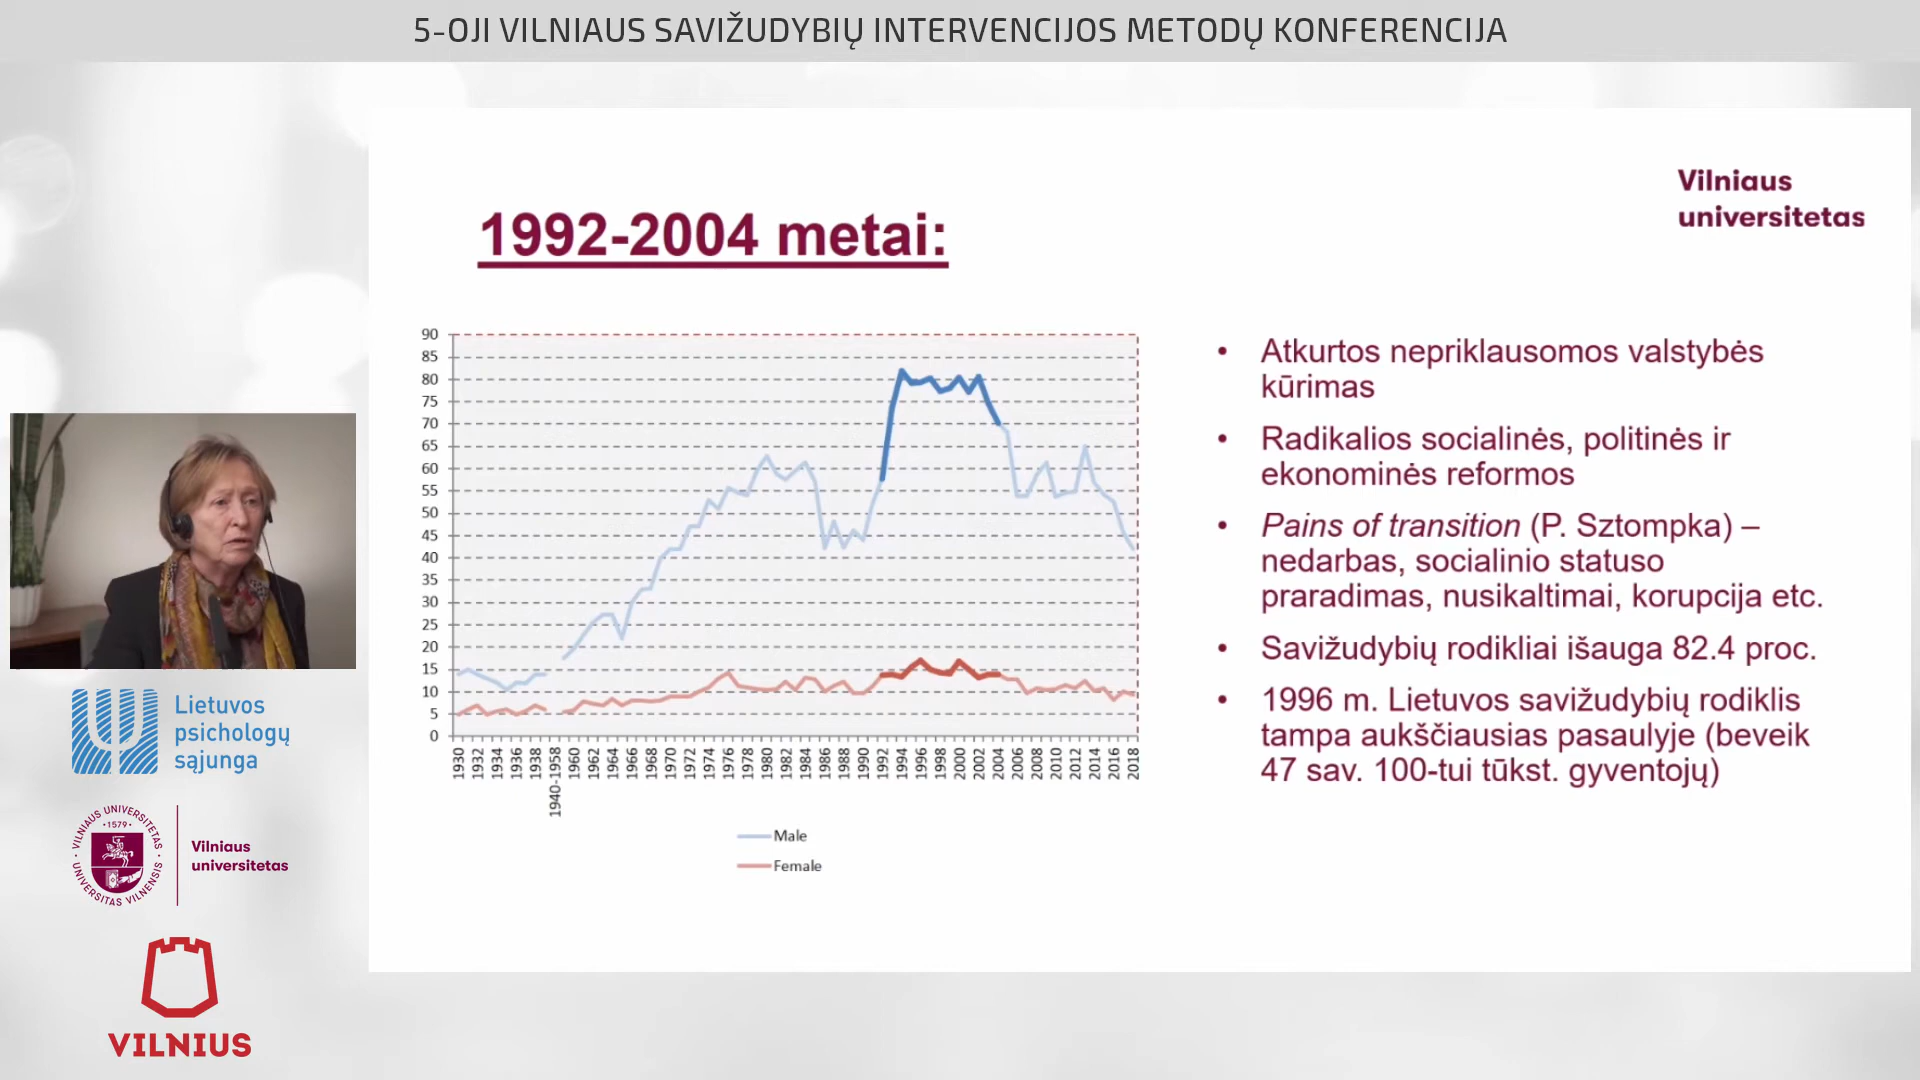 5-OJI VILNIAUS SAVIŽUDYBIŲ INTERVENCIJOS METODŲ KONFERENCIJA
Vilniaus
universitetas
1992-2004 metai:
90
85
80
75
70
65
60
55
50
45
40
35
30
25
20
15
10
5
0
1930 1932 1934 1936 1938 1940-1958 1960 1962 1964 1966 1968 1970 1972 1974 1976 1978 1980 1982 1984 1986 1988 1990 1992 1994 1996 1998 2000 2002 2004 2006 2008 2010 2012 2014 2016 2018
Male
Female
• Atkurtos nepriklausomos valstybės
kūrimas
• Radikalios socialinės, politinės ir
ekonominės reformos
• Pains of transition (P. Sztompka) –
nedarbas, socialinio statuso
praradimas, nusikaltimai, korupcija etc.
• Savižudybių rodikliai išauga 82.4 proc.
• 1996 m. Lietuvos savižudybių rodiklis
tampa aukščiausias pasaulyje (beveik
47 sav. 100-tui tūkst. gyventojų)
Lietuvos
psichologų
sąjunga
VILNIAUS UNIVERSITETAS
·1579·
UNIVERSITAS VILNENSIS
Vilniaus
universitetas
VILNIUS